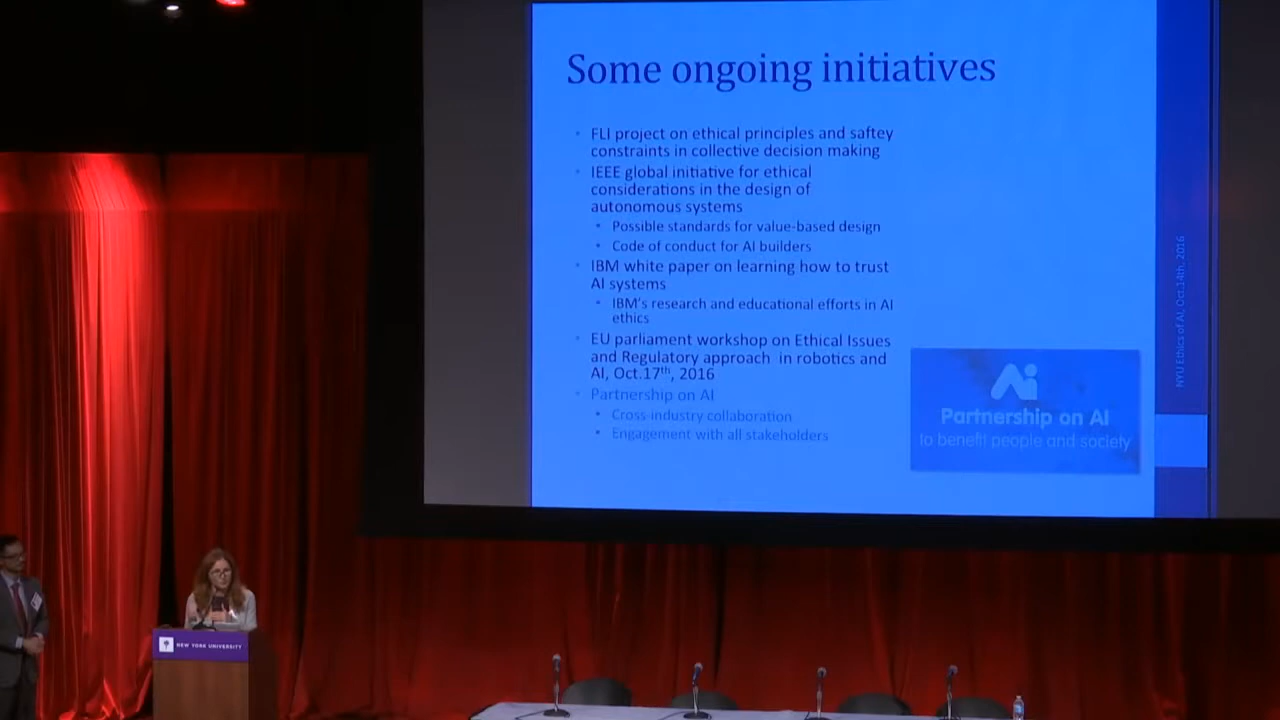 Some ongoing initiatives
FLI project on ethical principles and saftey
constraints in collective decision making
IEEE global initiative for ethical
considerations in the design of
autonomous systems
Possible standards for value-based design
Code of conduct for AI builders
IBM white paper on learning how to trust
AI systems
IBM's research and educational efforts in AI
ethics
EU parliament workshop on Ethical Issues
and Regulatory approach in robotics and
AI, Oct.17th, 2016
Partnership on AI
Cross-industry collaboration
Engagement with all stakeholders
Ai
Partnership on AI
to benefit people and society
NYU Ethics of AI, Oct.14th, 2016
NEW YORK UNIVERSITY